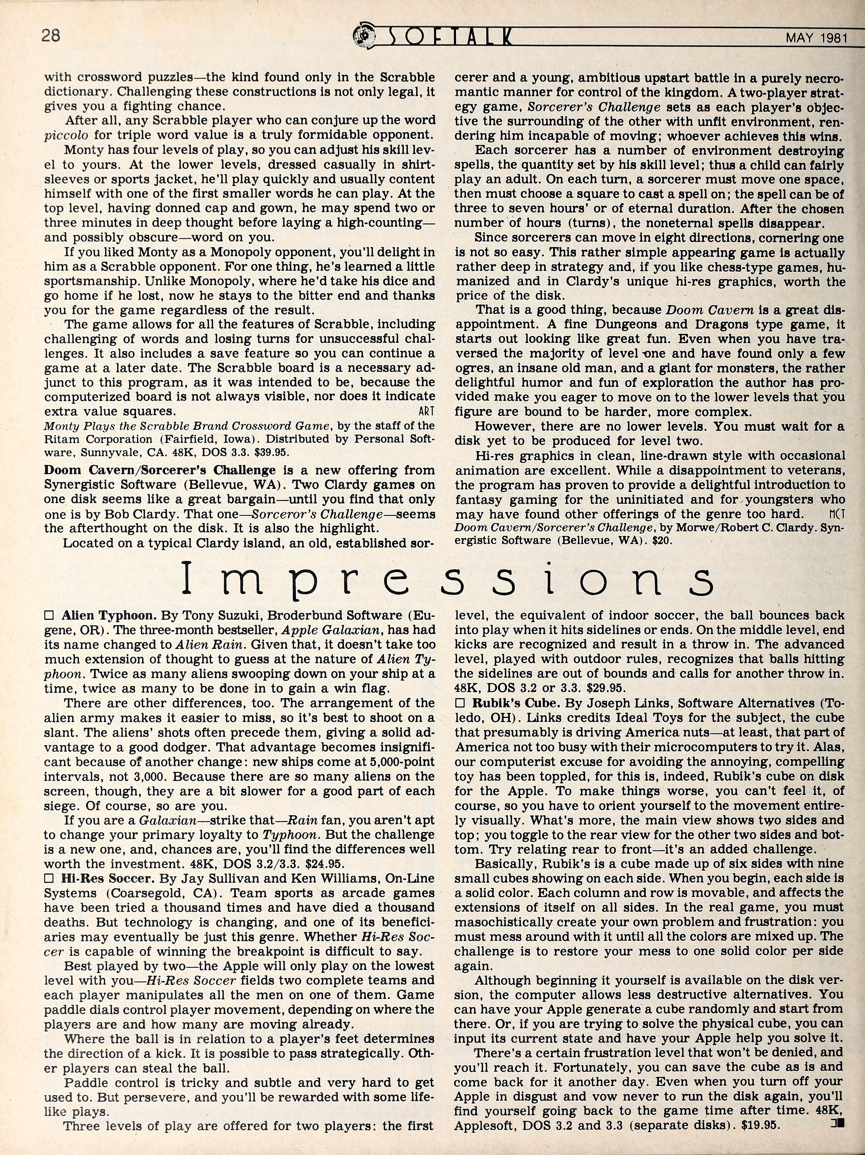 28
SOFTALK
MAY 1981
with crossword puzzles—the kind found only in the Scrabble
dictionary. Challenging these constructions is not only legal, it
gives you a fighting chance.
After all, any Scrabble player who can conjure up the word
piccolo for triple word value is a truly formidable opponent.
Monty has four levels of play, so you can adjust his skill lev-
el to yours. At the lower levels, dressed casually in shirt-
sleeves or sports jacket, he'll play quickly and usually content
himself with one of the first smaller words he can play. At the
top level, having donned cap and gown, he may spend two or
three minutes in deep thought before laying a high-counting—
and possibly obscure—word on you.
If you liked Monty as a Monopoly opponent, you'll delight in
him as a Scrabble opponent. For one thing, he's learned a little
sportsmanship. Unlike Monopoly, where he'd take his dice and
go home if he lost, now he stays to the bitter end and thanks
you for the game regardless of the result.
The game allows for all the features of Scrabble, including
challenging of words and losing turns for unsuccessful chal-
lenges. It also includes a save feature so you can continue a
game at a later date. The Scrabble board is a necessary ad-
junct to this program, as it was intended to be, because the
computerized board is not always visible, nor does it indicate
extra value squares. ART
Monty Plays the Scrabble Brand Crossword Game, by the staff of the
Ritam Corporation (Fairfield, Iowa). Distributed by Personal Soft-
ware, Sunnyvale, CA. 48K, DOS 3.3. $39.95.
Doom Cavern/Sorcerer's Challenge is a new offering from
Synergistic Software (Bellevue, WA). Two Clardy games on
one disk seems like a great bargain—until you find that only
one is by Bob Clardy. That one—Sorceror's Challenge—seems
the afterthought on the disk. It is also the highlight.
Located on a typical Clardy island, an old, established sor-
cerer and a young, ambitious upstart battle in a purely necro-
mantic manner for control of the kingdom. A two-player strat-
egy game, Sorcerer's Challenge sets as each player's objec-
tive the surrounding of the other with unfit environment, ren-
dering him incapable of moving; whoever achieves this wins.
Each sorcerer has a number of environment destroying
spells, the quantity set by his skill level; thus a child can fairly
play an adult. On each turn, a sorcerer must move one space,
then must choose a square to cast a spell on; the spell can be of
three to seven hours' or of eternal duration. After the chosen
number of hours (turns), the noneternal spells disappear.
Since sorcerers can move in eight directions, cornering one
is not so easy. This rather simple appearing game is actually
rather deep in strategy and, if you like chess-type games, hu-
manized and in Clardy's unique hi-res graphics, worth the
price of the disk.
That is a good thing, because Doom Cavern is a great dis-
appointment. A fine Dungeons and Dragons type game, it
starts out looking like great fun. Even when you have tra-
versed the majority of level one and have found only a few
ogres, an insane old man, and a giant for monsters, the rather
delightful humor and fun of exploration the author has pro-
vided make you eager to move on to the lower levels that you
figure are bound to be harder, more complex.
However, there are no lower levels. You must wait for a
disk yet to be produced for level two.
Hi-res graphics in clean, line-drawn style with occasional
animation are excellent. While a disappointment to veterans,
the program has proven to provide a delightful introduction to
fantasy gaming for the uninitiated and for youngsters who
may have found other offerings of the genre too hard. MCT
Doom Cavern/Sorcerer's Challenge, by Morwe/Robert C. Clardy. Syn-
ergistic Software (Bellevue, WA). $20.
Impressions
□ Alien Typhoon. By Tony Suzuki, Broderbund Software (Eu-
gene, OR). The three-month bestseller, Apple Galaxian, has had
its name changed to Alien Rain. Given that, it doesn't take too
much extension of thought to guess at the nature of Alien Ty-
phoon. Twice as many aliens swooping down on your ship at a
time, twice as many to be done in to gain a win flag.
There are other differences, too. The arrangement of the
alien army makes it easier to miss, so it's best to shoot on a
slant. The aliens' shots often precede them, giving a solid ad-
vantage to a good dodger. That advantage becomes insignifi-
cant because of another change: new ships come at 5,000-point
intervals, not 3,000. Because there are so many aliens on the
screen, though, they are a bit slower for a good part of each
siege. Of course, so are you.
If you are a Galaxian—strike that—Rain fan, you aren't apt
to change your primary loyalty to Typhoon. But the challenge
is a new one, and, chances are, you'll find the differences well
worth the investment. 48K, DOS 3.2/3.3. $24.95.
□ Hi-Res Soccer. By Jay Sullivan and Ken Williams, On-Line
Systems (Coarsegold, CA). Team sports as arcade games
have been tried a thousand times and have died a thousand
deaths. But technology is changing, and one of its benefici-
aries may eventually be just this genre. Whether Hi-Res Soc-
cer is capable of winning the breakpoint is difficult to say.
Best played by two—the Apple will only play on the lowest
level with you—Hi-Res Soccer fields two complete teams and
each player manipulates all the men on one of them. Game
paddle dials control player movement, depending on where the
players are and how many are moving already.
Where the ball is in relation to a player's feet determines
the direction of a kick. It is possible to pass strategically. Oth-
er players can steal the ball.
Paddle control is tricky and subtle and very hard to get
used to. But persevere, and you'll be rewarded with some life-
like plays.
Three levels of play are offered for two players: the first
level, the equivalent of indoor soccer, the ball bounces back
into play when it hits sidelines or ends. On the middle level, end
kicks are recognized and result in a throw in. The advanced
level, played with outdoor rules, recognizes that balls hitting
the sidelines are out of bounds and calls for another throw in.
48K, DOS 3.2 or 3.3. $29.95.
□ Rubik's Cube. By Joseph Links, Software Alternatives (To-
ledo, OH). Links credits Ideal Toys for the subject, the cube
that presumably is driving America nuts—at least, that part of
America not too busy with their microcomputers to try it. Alas,
our computerist excuse for avoiding the annoying, compelling
toy has been toppled, for this is, indeed, Rubik's cube on disk
for the Apple. To make things worse, you can't feel it, of
course, so you have to orient yourself to the movement entire-
ly visually. What's more, the main view shows two sides and
top; you toggle to the rear view for the other two sides and bot-
tom. Try relating rear to front—it's an added challenge.
Basically, Rubik's is a cube made up of six sides with nine
small cubes showing on each side. When you begin, each side is
a solid color. Each column and row is movable, and affects the
extensions of itself on all sides. In the real game, you must
masochistically create your own problem and frustration: you
must mess around with it until all the colors are mixed up. The
challenge is to restore your mess to one solid color per side
again.
Although beginning it yourself is available on the disk ver-
sion, the computer allows less destructive alternatives. You
can have your Apple generate a cube randomly and start from
there. Or, if you are trying to solve the physical cube, you can
input its current state and have your Apple help you solve it.
There's a certain frustration level that won't be denied, and
you'll reach it. Fortunately, you can save the cube as is and
come back for it another day. Even when you turn off your
Apple in disgust and vow never to run the disk again, you'll
find yourself going back to the game time after time. 48K,
Applesoft, DOS 3.2 and 3.3 (separate disks). $19.95.